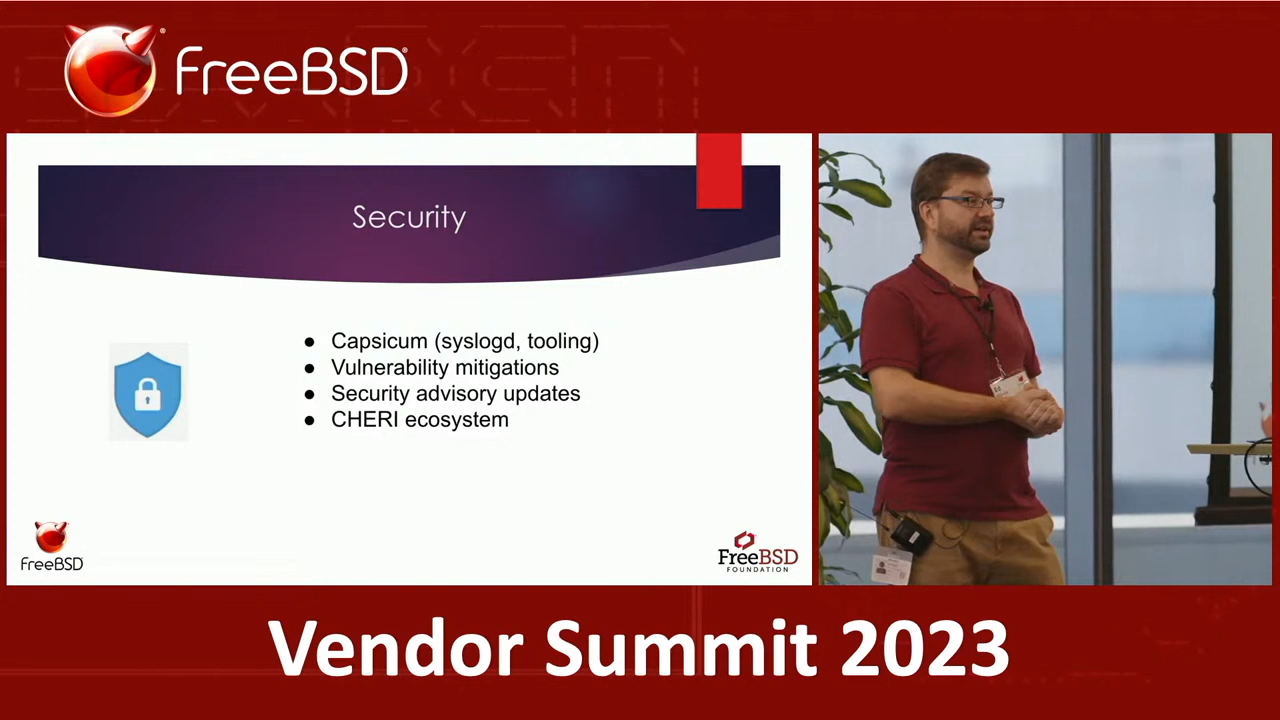 FreeBSD®
Security
● Capsicum (syslogd, tooling)
● Vulnerability mitigations
● Security advisory updates
● CHERI ecosystem
FreeBSD
FreeBSD
FOUNDATION
Vendor Summit 2023